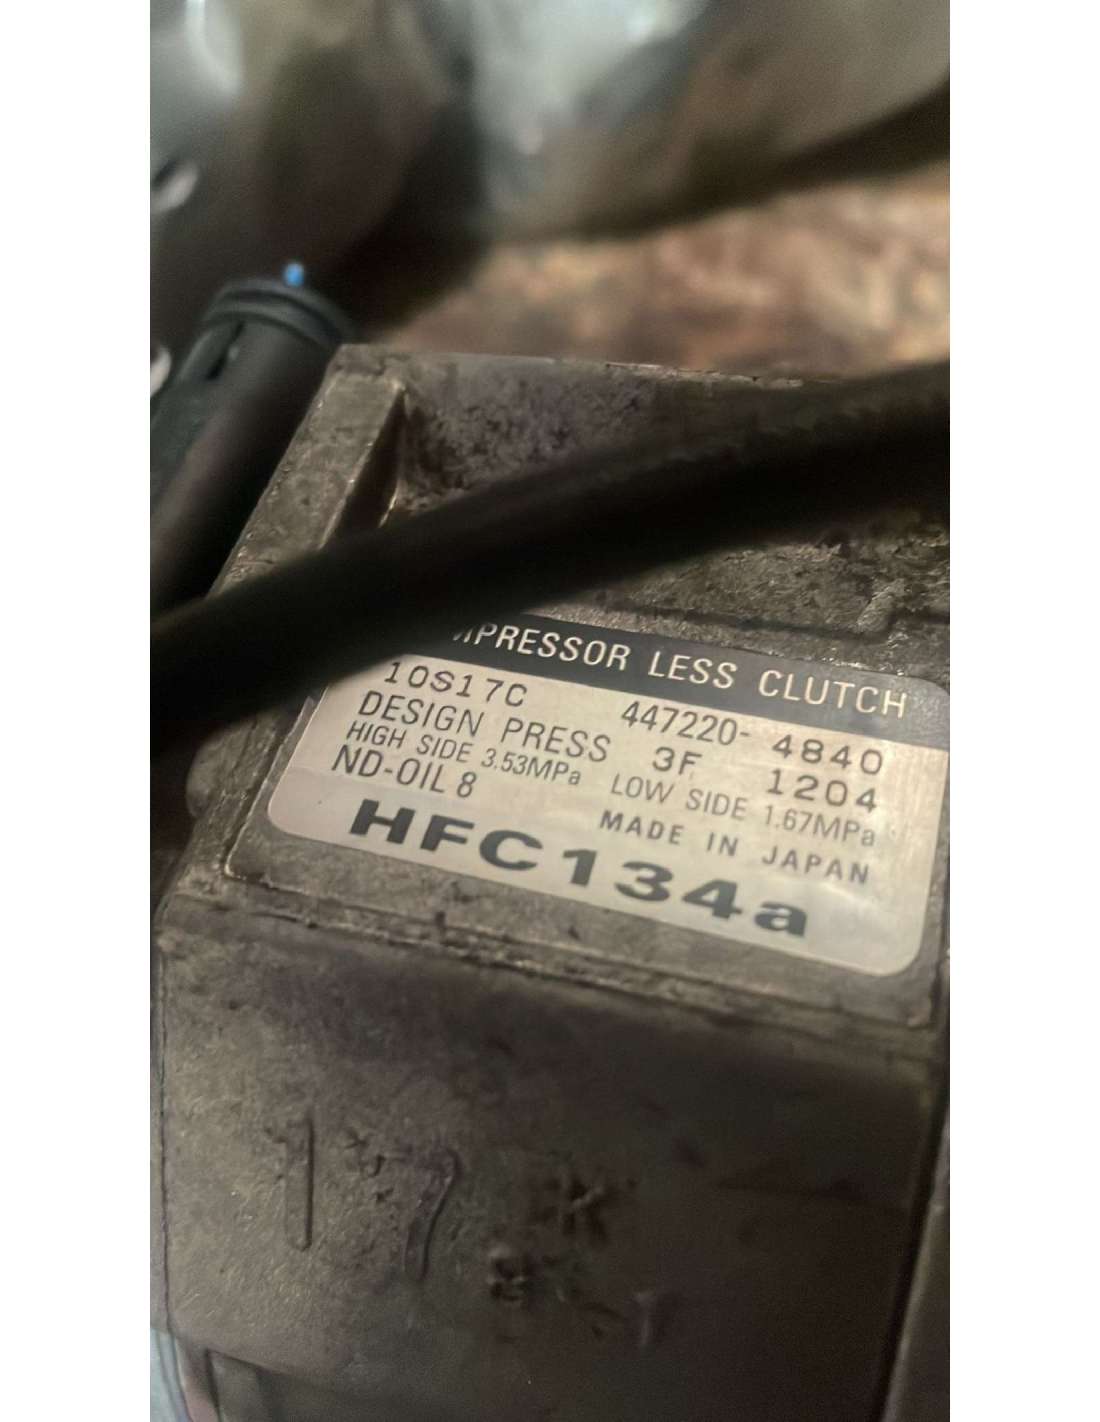 MPRESSOR LESS CLUTCH
10S17C 447220- 4840
DESIGN PRESS 3F 1204
HIGH SIDE 3.53MPa LOW SIDE 1.67MPa
ND-OIL 8 MADE IN JAPAN
HFC134a
17 K